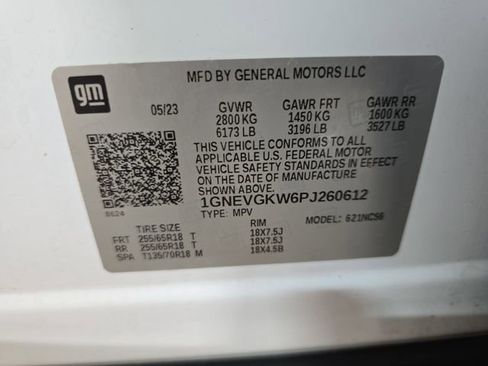 gm
MFD BY GENERAL MOTORS LLC
05/23 GVWR GAWR FRT GAWR RR
2800 KG 1450 KG 1600 KG
6173 LB 3196 LB 3527 LB
THIS VEHICLE CONFORMS TO ALL
APPLICABLE U.S. FEDERAL MOTOR
VEHICLE SAFETY STANDARDS IN EFFECT
ON THE DATE OF MANUFACTURE
SHOWN ABOVE.
1GNEVGKW6PJ260612
8624 TYPE: MPV MODEL: 621NC56
TIRE SIZE RIM
FRT 255/65R18 T 18X7.5J
RR 255/65R18 T 18X7.5J
SPA T135/70R18 M 18X4.5B